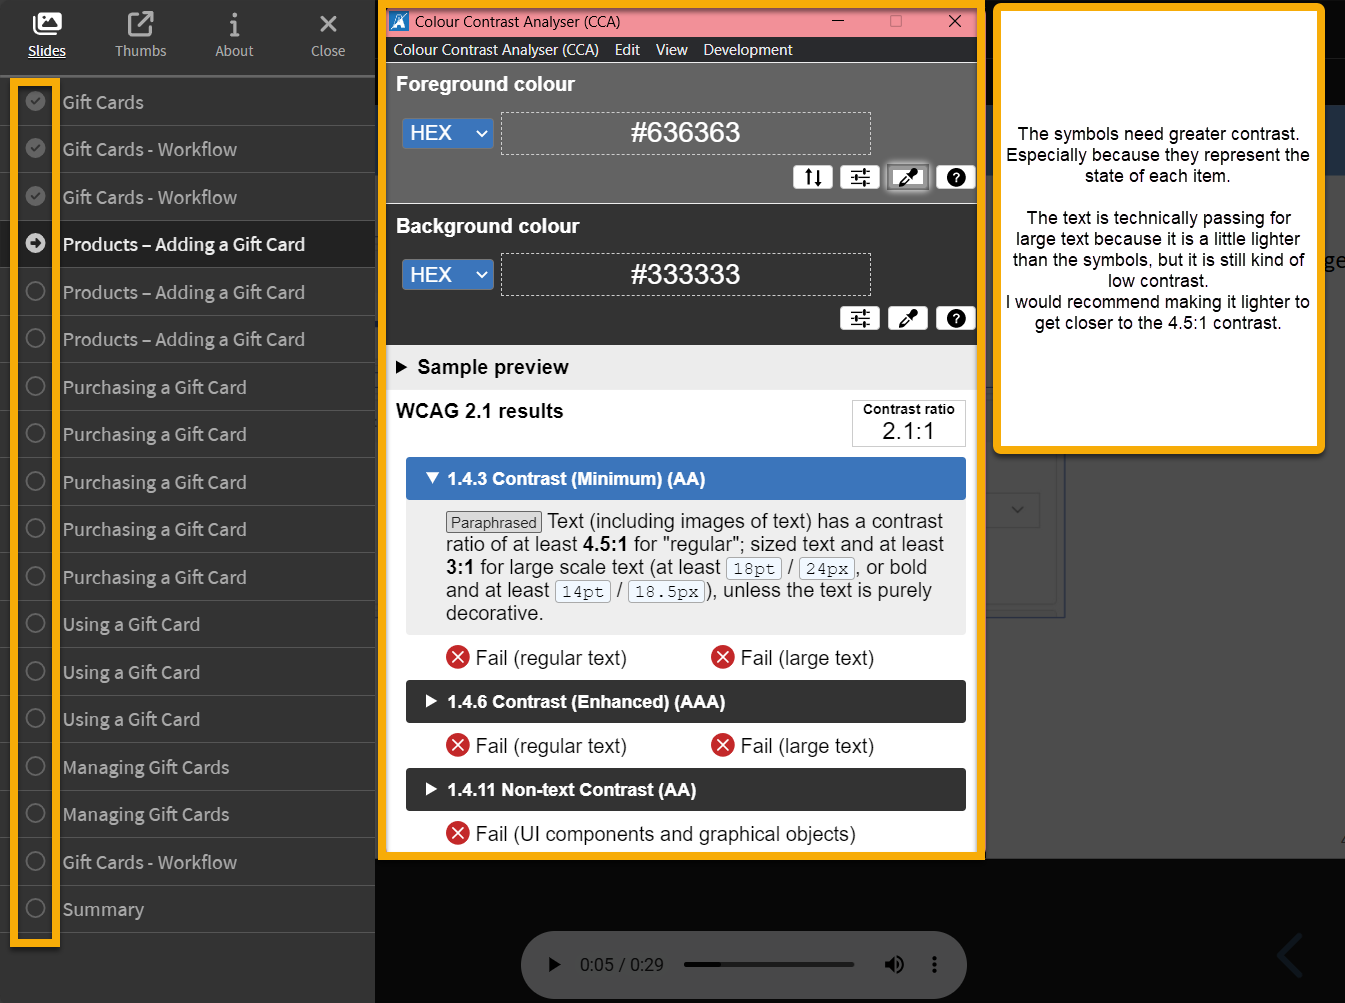 Slides
Thumbs
About
Close
Gift Cards
Gift Cards - Workflow
Gift Cards - Workflow
Products – Adding a Gift Card
Products – Adding a Gift Card
Products – Adding a Gift Card
Purchasing a Gift Card
Purchasing a Gift Card
Purchasing a Gift Card
Purchasing a Gift Card
Purchasing a Gift Card
Using a Gift Card
Using a Gift Card
Using a Gift Card
Managing Gift Cards
Managing Gift Cards
Gift Cards - Workflow
Summary
Colour Contrast Analyser (CCA)
Colour Contrast Analyser (CCA) Edit View Development
Foreground colour
HEX #636363
Background colour
HEX #333333
Sample preview
WCAG 2.1 results
Contrast ratio
2.1:1
1.4.3 Contrast (Minimum) (AA)
Paraphrased Text (including images of text) has a contrast
ratio of at least 4.5:1 for "regular"; sized text and at least
3:1 for large scale text (at least 18pt / 24px, or bold
and at least 14pt / 18.5px), unless the text is purely
decorative.
Fail (regular text) Fail (large text)
1.4.6 Contrast (Enhanced) (AAA)
Fail (regular text) Fail (large text)
1.4.11 Non-text Contrast (AA)
Fail (UI components and graphical objects)
The symbols need greater contrast.
Especially because they represent the
state of each item.
The text is technically passing for
large text because it is a little lighter
than the symbols, but it is still kind of
low contrast.
I would recommend making it lighter to
get closer to the 4.5:1 contrast.
ge
0:05 / 0:29